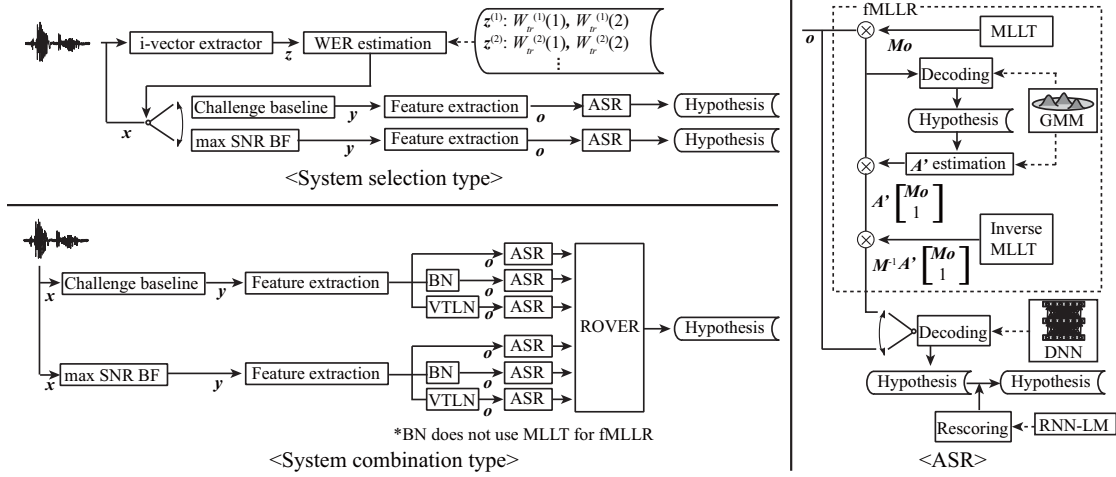 i-vector extractor
z
WER estimation
z(1): Wtr(1)(1), Wtr(1)(2)
z(2): Wtr(2)(1), Wtr(2)(2)
⋮
x
Challenge baseline
y
Feature extraction
o
ASR
Hypothesis
max SNR BF
y
Feature extraction
o
ASR
Hypothesis
<System selection type>
x
Challenge baseline
y
Feature extraction
o
ASR
BN
o
ASR
VTLN
o
ASR
ROVER
Hypothesis
x
max SNR BF
y
Feature extraction
o
ASR
BN
o
ASR
VTLN
o
ASR
*BN does not use MLLT for fMLLR
<System combination type>
fMLLR
o
Mo
MLLT
Decoding
Hypothesis
GMM
A' estimation
A' [Mo
1]
Inverse
MLLT
M-1A' [Mo
1]
Decoding
DNN
Hypothesis
Hypothesis
Rescoring
RNN-LM
<ASR>